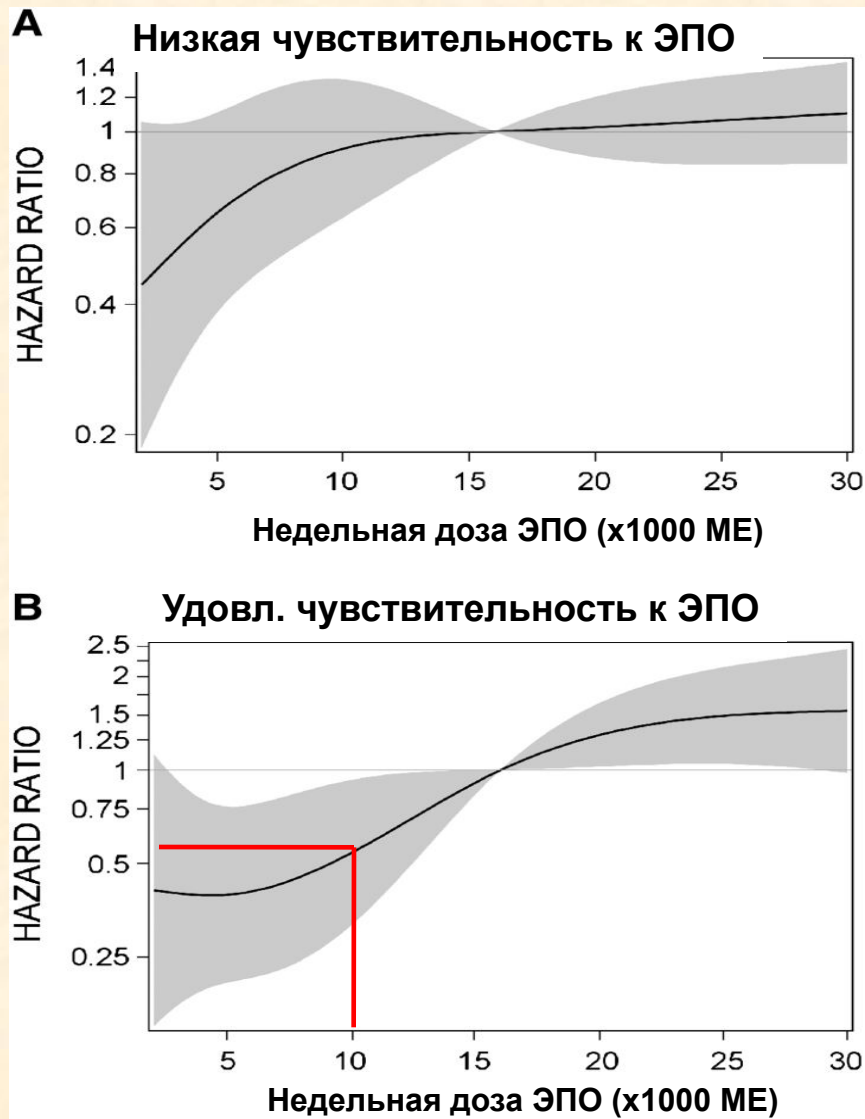 A
Низкая чувствительность к ЭПО
HAZARD RATIO
1.4
1.2
1
0.8
0.6
0.4
0.2
5 10 15 20 25 30
Недельная доза ЭПО (x1000 МЕ)
B
Удовл. чувствительность к ЭПО
HAZARD RATIO
2.5
2
1.5
1.25
1
0.75
0.5
0.25
5 10 15 20 25 30
Недельная доза ЭПО (x1000 МЕ)